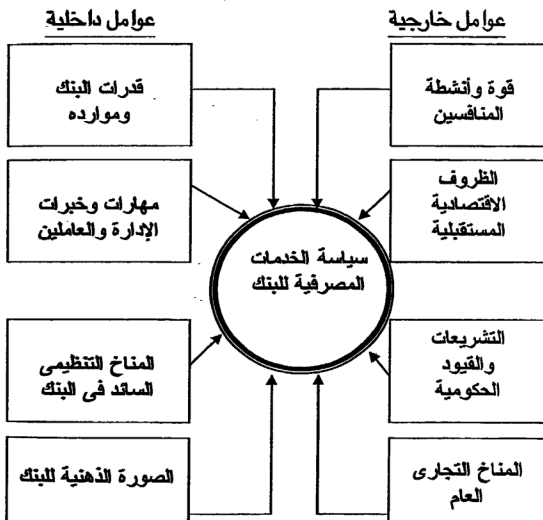 عوامل خارجية
عوامل داخلية
قوة وأنشطة
المنافسين
قدرات البنك
وموارده
الظروف
الاقتصادية
المستقبلية
مهارات وخبرات
الإدارة والعاملين
سياسة الخدمات
المصرفية للبنك
التشريعات
والقيود
الحكومية
المناخ التنظيمى
السائد فى البنك
المناخ التجارى
العام
الصورة الذهنية للبنك